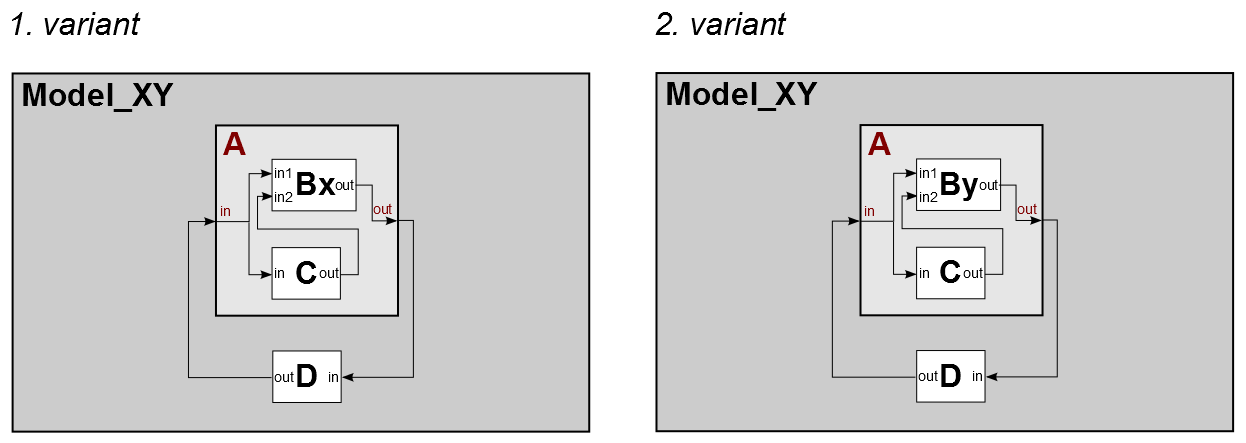 1. variant
2. variant
Model_XY
A
in1
Bx
out
in2
in
out
in
C
out
out
D
in
Model_XY
A
in1
By
out
in2
in
out
in
C
out
out
D
in